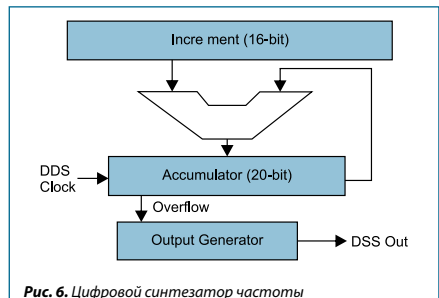 Incre ment (16-bit)
DDS
Clock
Accumulator (20-bit)
Overflow
Output Generator
DSS Out
Рис. 6. Цифровой синтезатор частоты